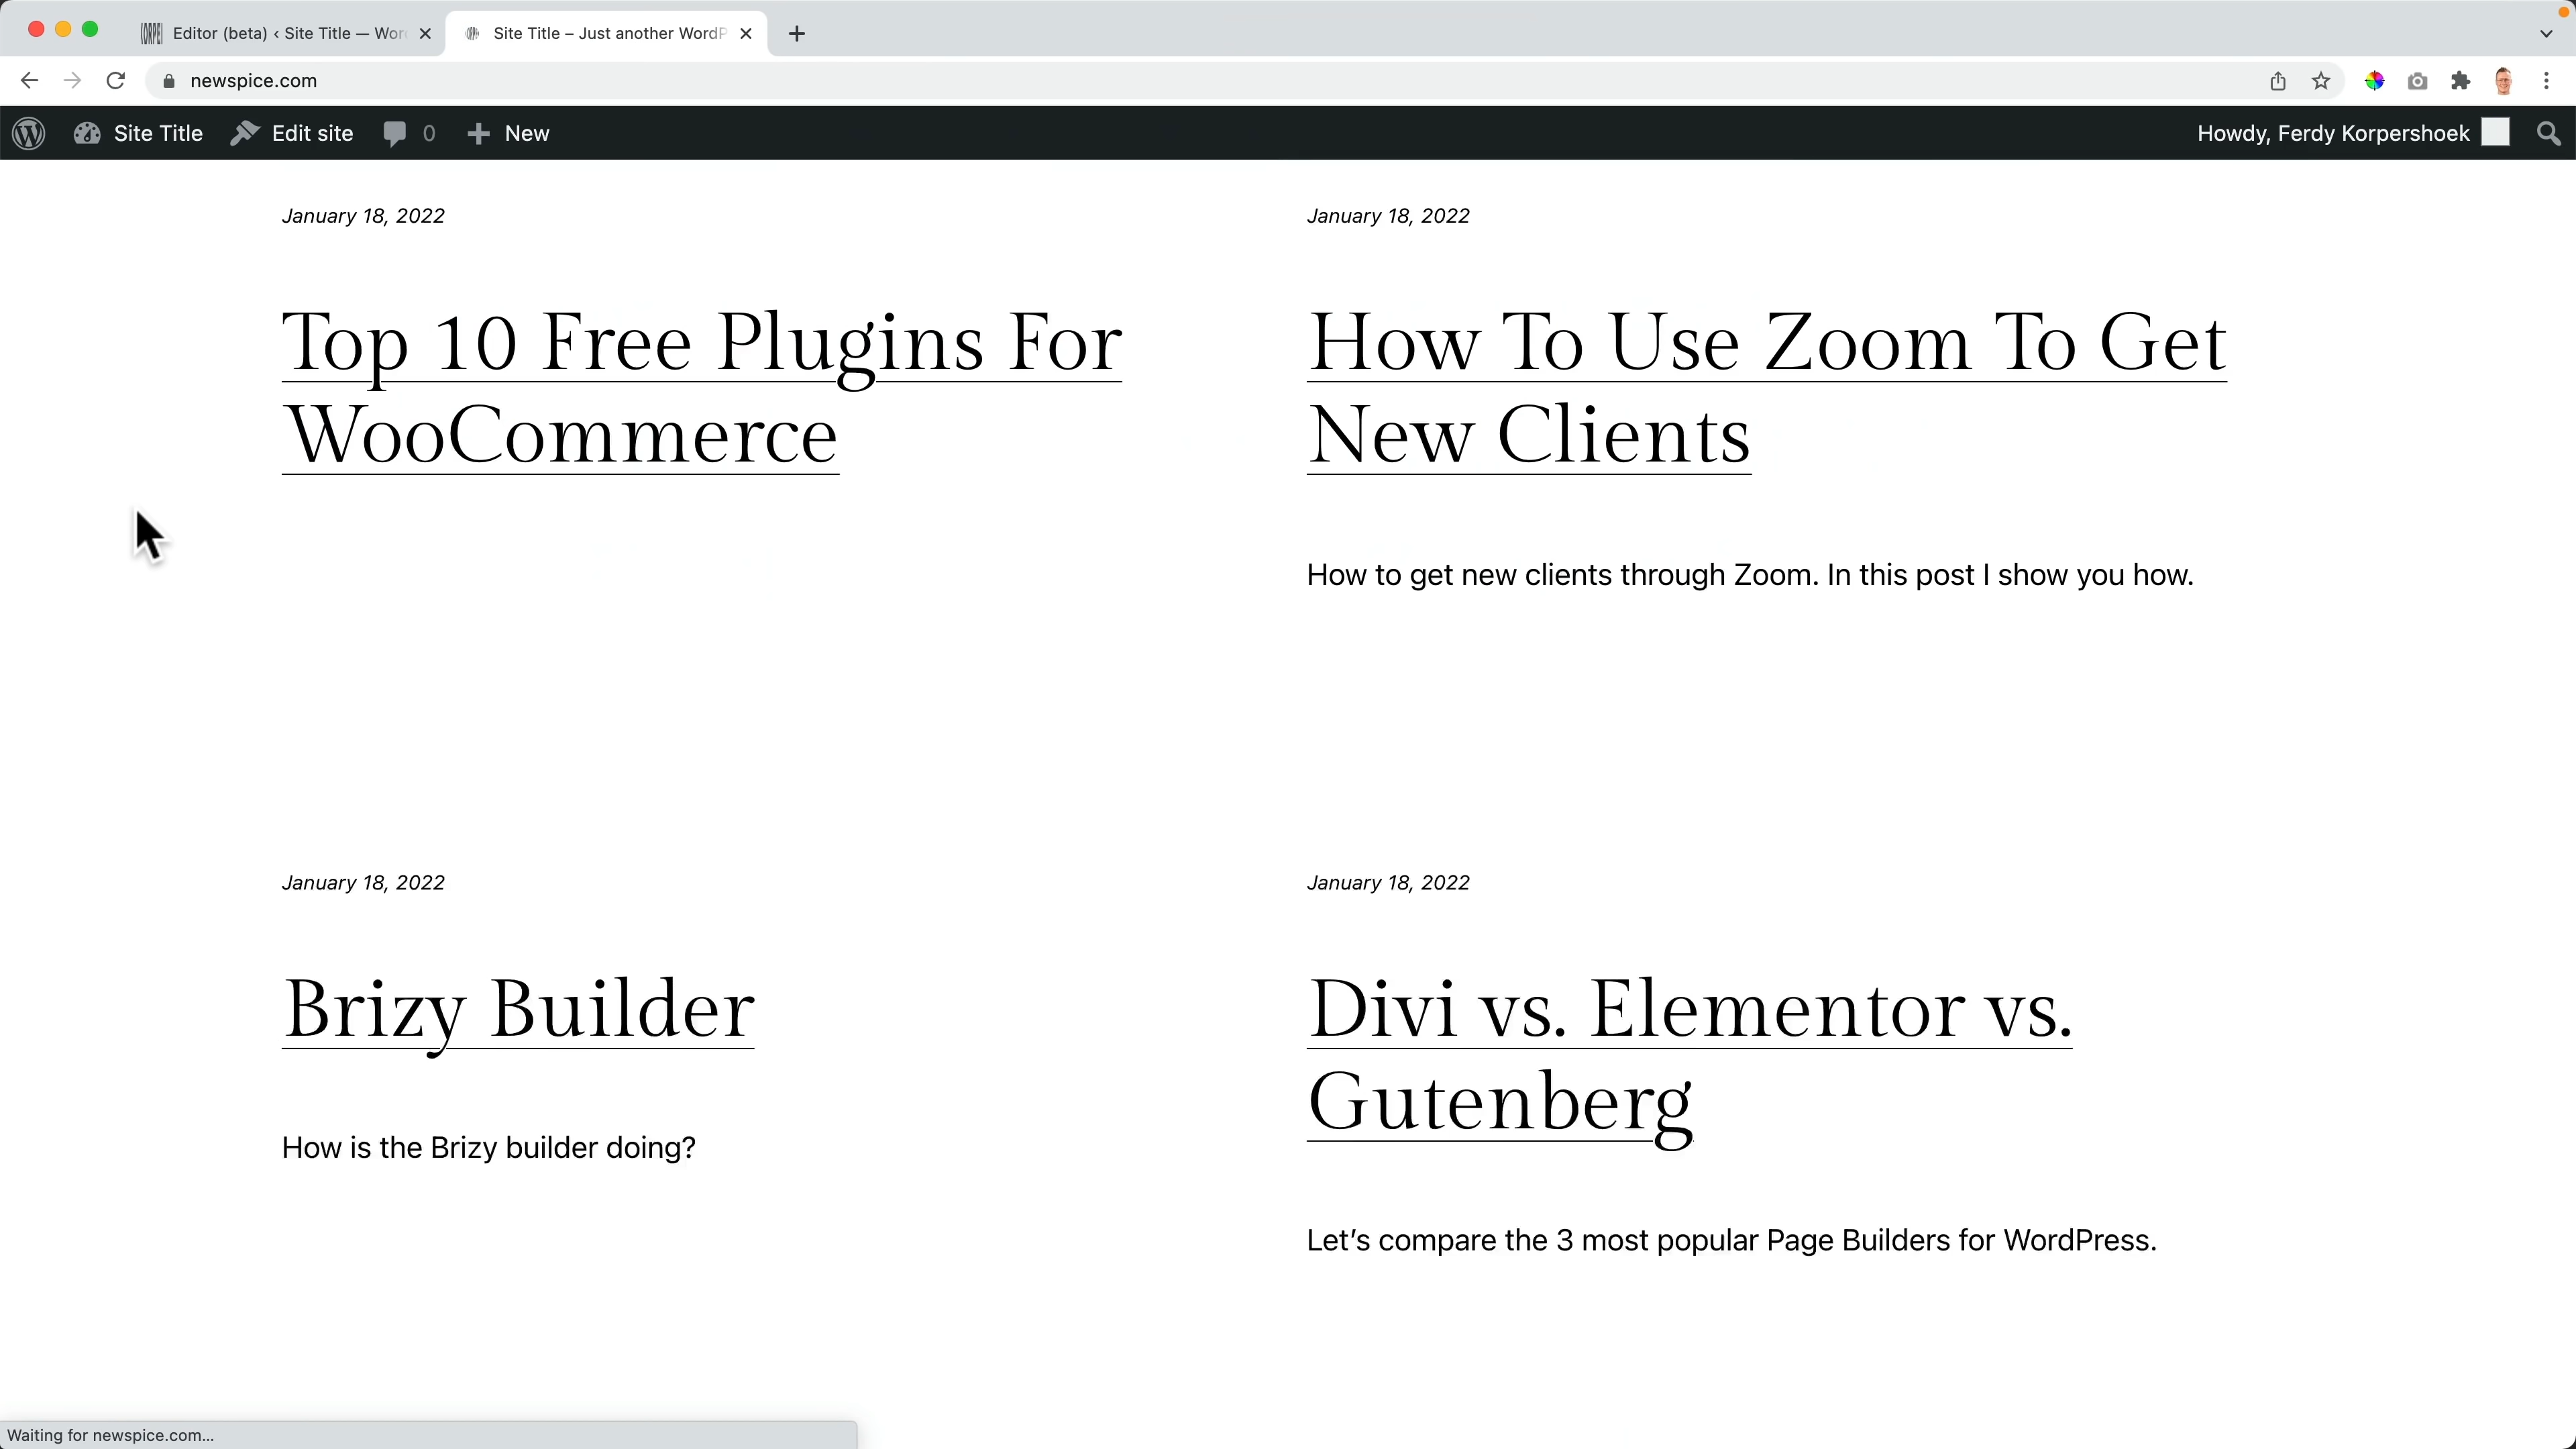 Editor (beta) ‹ Site Title — Wor
Site Title – Just another WordP
newspice.com
Site Title
Edit site
0
New
Howdy, Ferdy Korpershoek
January 18, 2022
Top 10 Free Plugins For
WooCommerce
January 18, 2022
How To Use Zoom To Get
New Clients
How to get new clients through Zoom. In this post I show you how.
January 18, 2022
Brizy Builder
How is the Brizy builder doing?
January 18, 2022
Divi vs. Elementor vs.
Gutenberg
Let’s compare the 3 most popular Page Builders for WordPress.
Waiting for newspice.com...